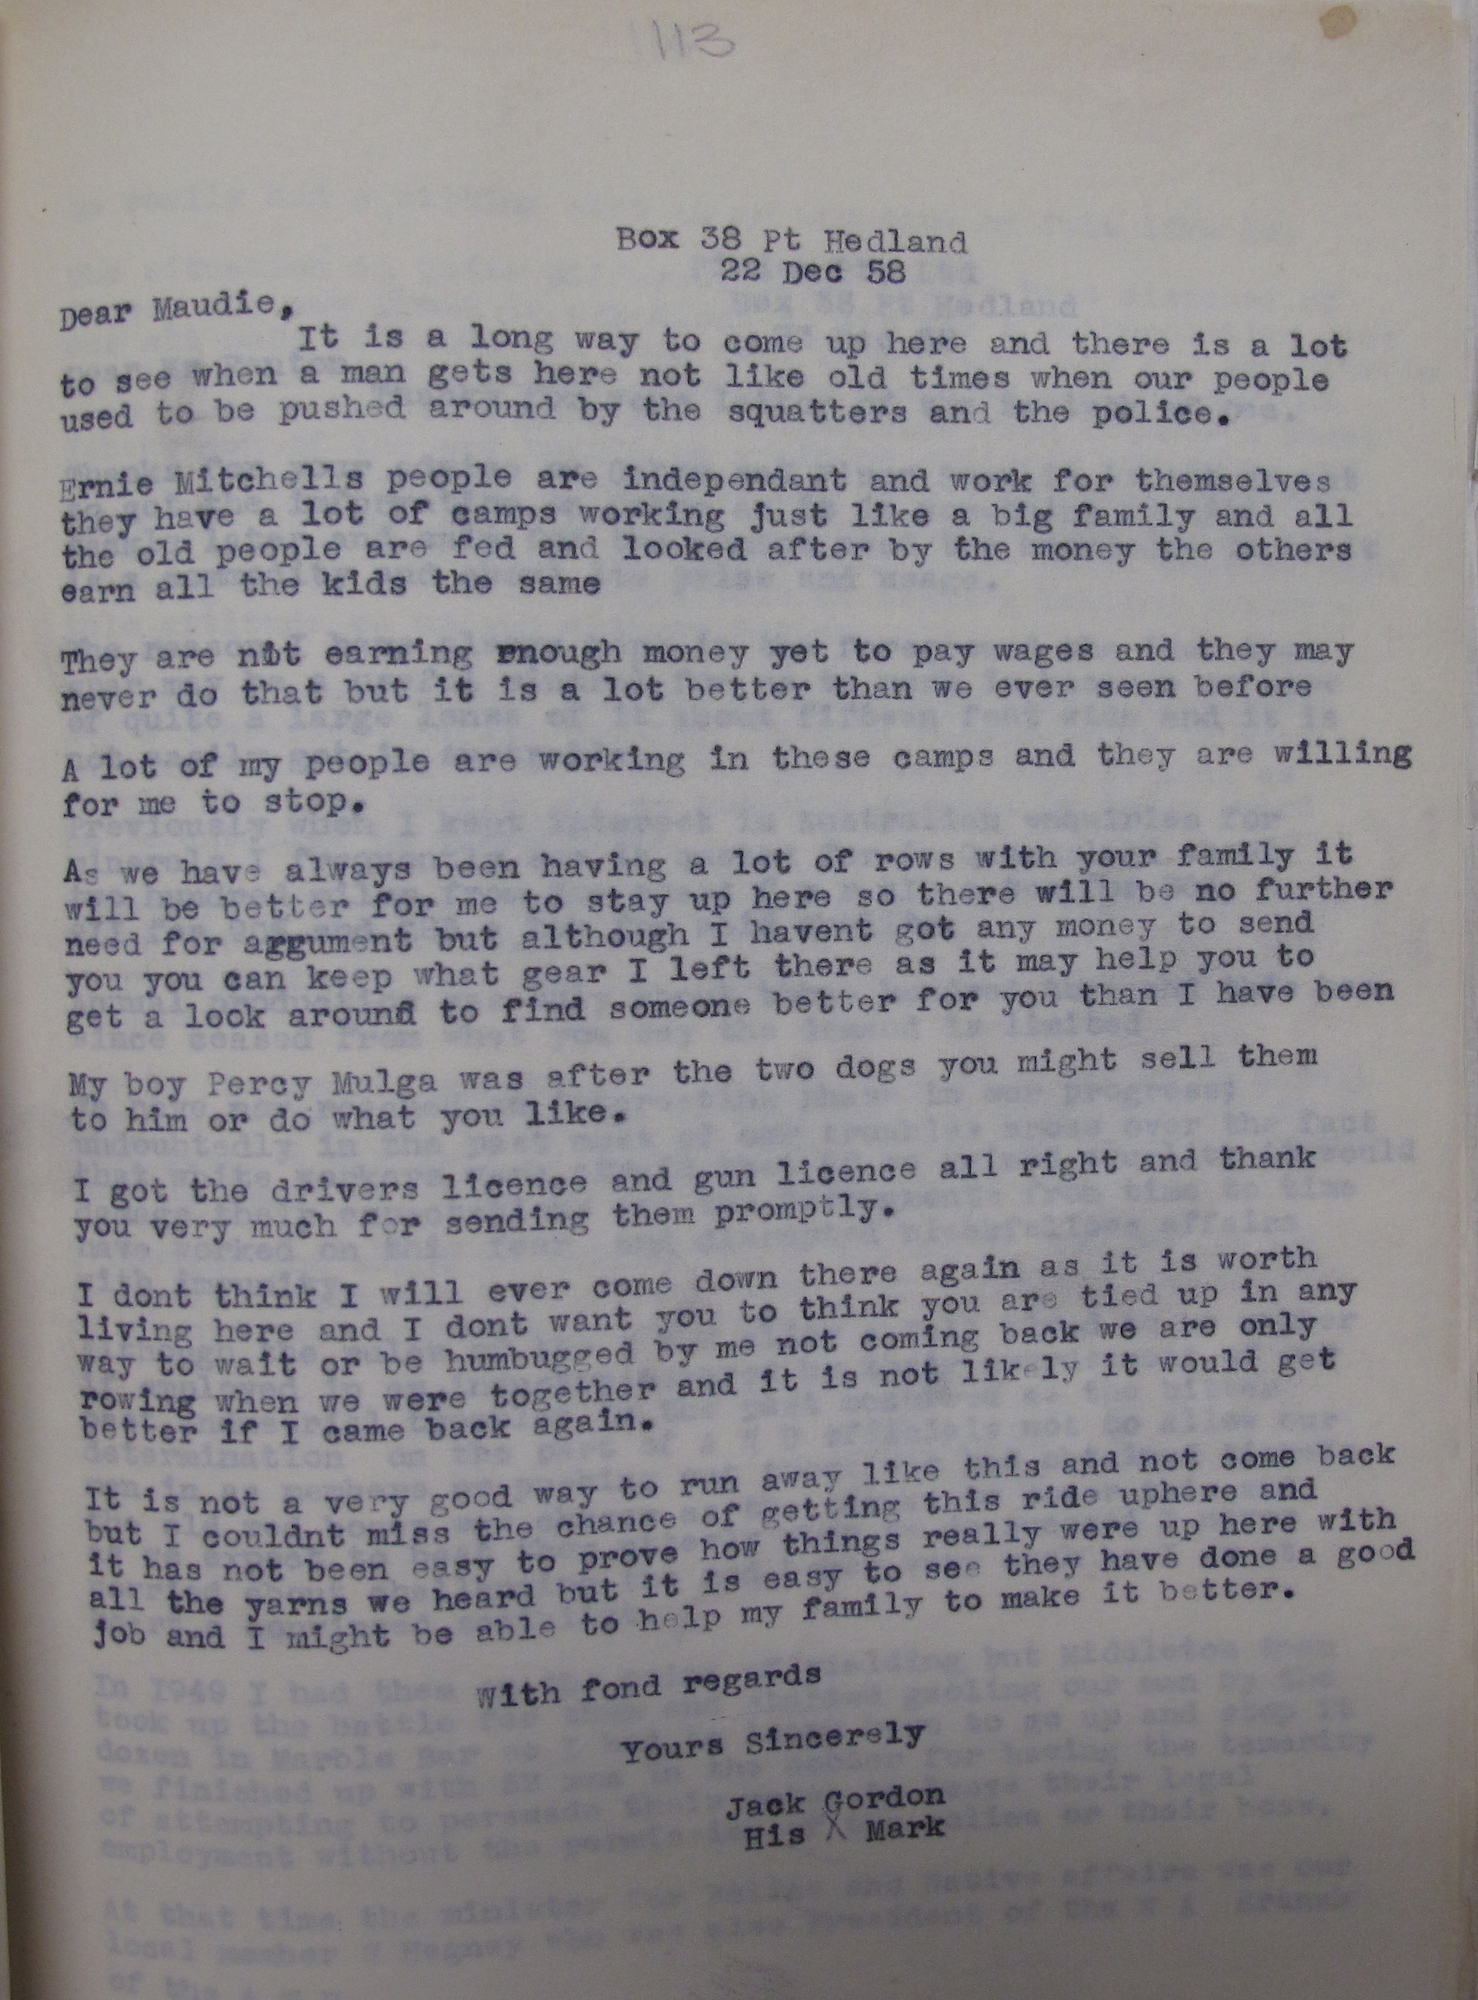 113
Box 38 Pt Hedland
22 Dec 58
Dear Maudie,
It is a long way to come up here and there is a lot
to see when a man gets here not like old times when our people
used to be pushed around by the squatters and the police.
Ernie Mitchells people are independant and work for themselves
they have a lot of camps working just like a big family and all
the old people are fed and looked after by the money the others
earn all the kids the same
They are not earning enough money yet to pay wages and they may
never do that but it is a lot better than we ever seen before
A lot of my people are working in these camps and they are willing
for me to stop.
As we have always been having a lot of rows with your family it
will be better for me to stay up here so there will be no further
need for argument but although I havent got any money to send
you you can keep what gear I left there as it may help you to
get a look around to find someone better for you than I have been
My boy Percy Mulga was after the two dogs you might sell them
to him or do what you like.
I got the drivers licence and gun licence all right and thank
you very much for sending them promptly.
I dont think I will ever come down there again as it is worth
living here and I dont want you to think you are tied up in any
way to wait or be humbugged by me not coming back we are only
rowing when we were together and it is not likely it would get
better if I came back again.
It is not a very good way to run away like this and not come back
but I couldnt miss the chance of getting this ride uphere and
it has not been easy to prove how things really were up here with
all the yarns we heard but it is easy to see they have done a good
job and I might be able to help my family to make it better.
With fond regards
Yours Sincerely
Jack Gordon
His X Mark